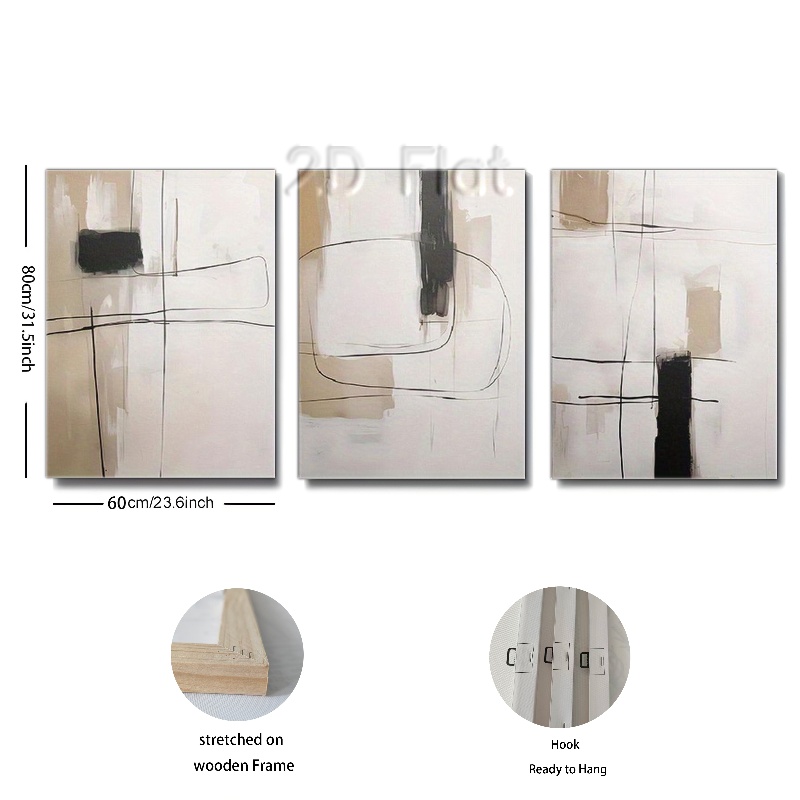 2D Flat
80cm/31.5inch
60cm/23.6inch
stretched on
wooden Frame
Hook
Ready to Hang